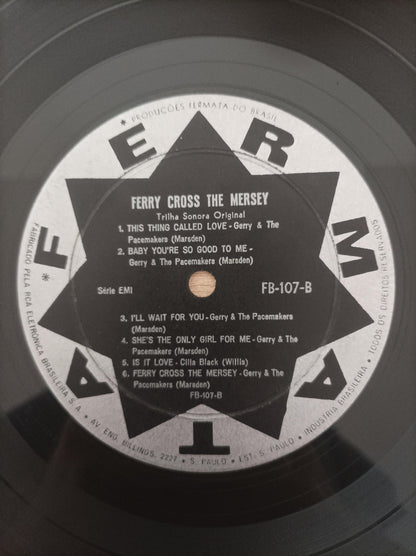 * PRODUÇÕES FERMATA DO BRASIL
FERMATA
FERRY CROSS THE MERSEY
Trilha Sonora Original
1. THIS THING CALLED LOVE - Gerry & The
Pacemakers (Marsden)
2. BABY YOU'RE SO GOOD TO ME -
Gerry & The Pacemakers (Marsden)
Série EMI
FB-107-B
3. I'LL WAIT FOR YOU - Gerry & The Pacemakers
(Marsden)
4. SHE'S THE ONLY GIRL FOR ME - Gerry & The
Pacemakers (Marsden)
5. IS IT LOVE - Cilla Black (Willis)
6. FERRY CROSS THE MERSEY - Gerry & The
Pacemakers (Marsden)
FB-107-B
*FABRICADO PELA RCA ELETRÔNICA BRASILEIRA S.A. • AV. ENG. BILLINGS, 2227 • S. PAULO • EST. S. PAULO • INDÚSTRIA BRASILEIRA • TODOS OS DIREITOS RESERVADOS